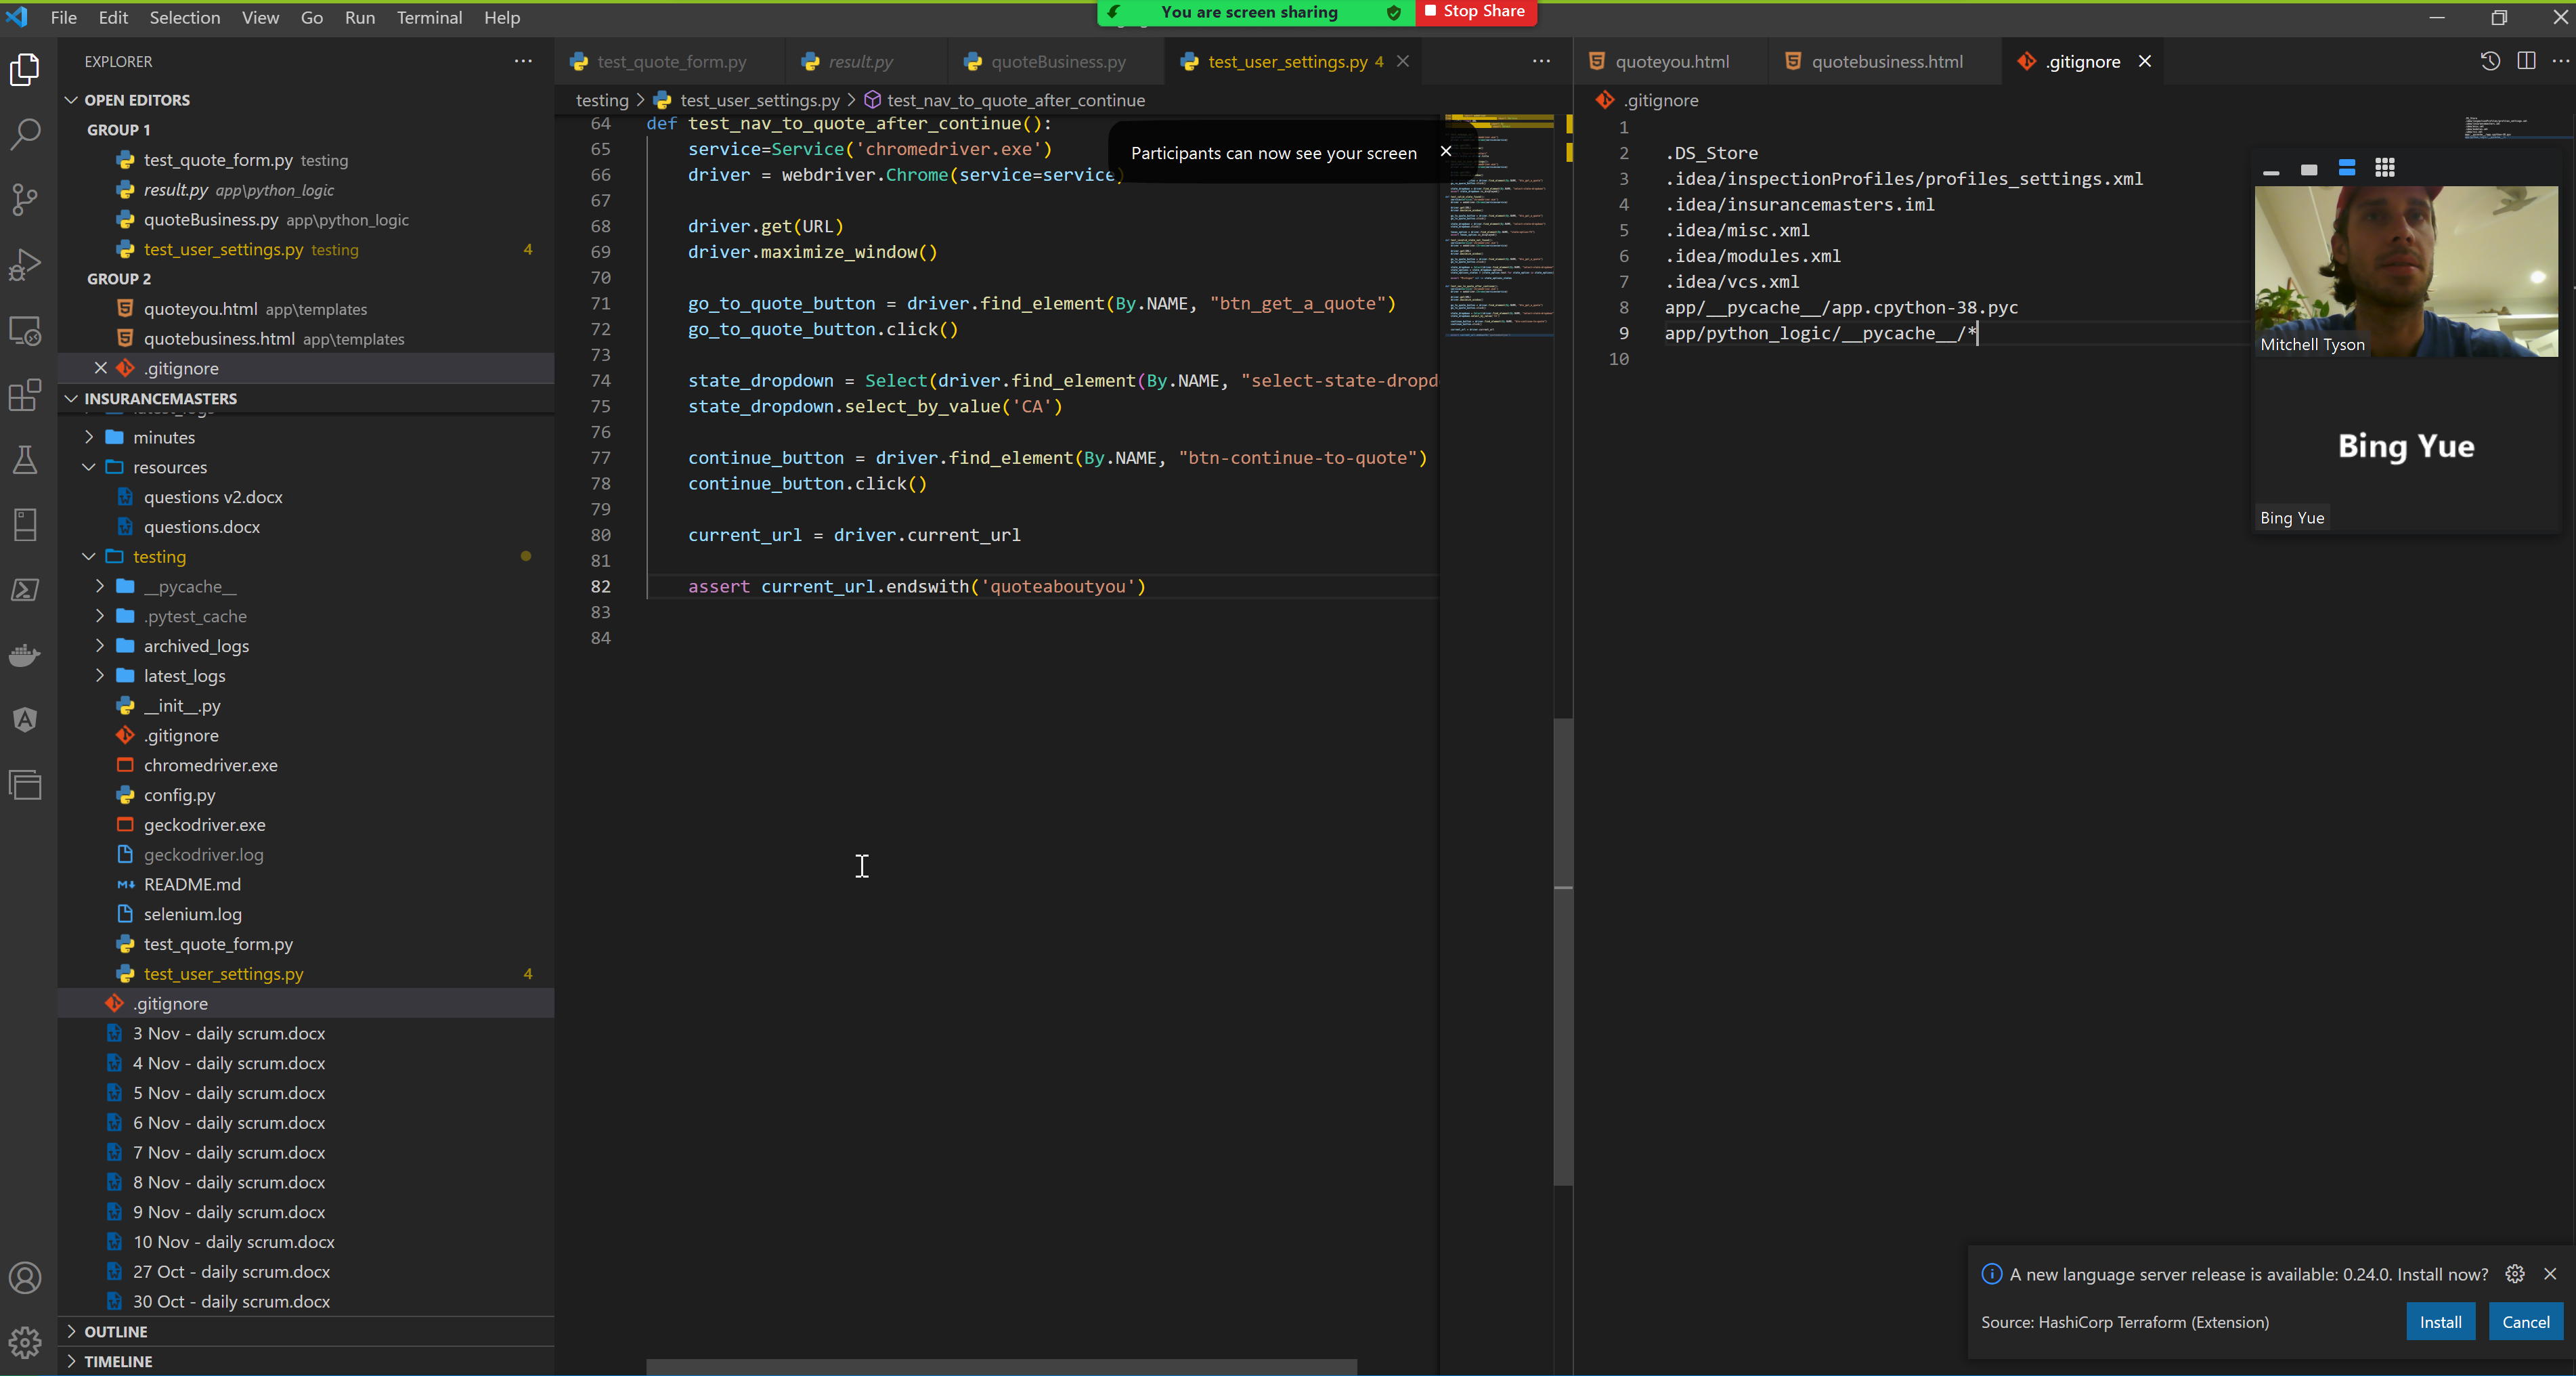 File Edit Selection View Go Run Terminal Help
You are screen sharing
Stop Share
EXPLORER
OPEN EDITORS
GROUP 1
test_quote_form.py testing
result.py app\python_logic
quoteBusiness.py app\python_logic
test_user_settings.py testing 4
GROUP 2
quoteyou.html app\templates
quotebusiness.html app\templates
.gitignore
INSURANCEMASTERS
latest_logs
minutes
resources
questions v2.docx
questions.docx
testing
__pycache__
.pytest_cache
archived_logs
latest_logs
__init__.py
.gitignore
chromedriver.exe
config.py
geckodriver.exe
geckodriver.log
README.md
selenium.log
test_quote_form.py
test_user_settings.py 4
.gitignore
3 Nov - daily scrum.docx
4 Nov - daily scrum.docx
5 Nov - daily scrum.docx
6 Nov - daily scrum.docx
7 Nov - daily scrum.docx
8 Nov - daily scrum.docx
9 Nov - daily scrum.docx
10 Nov - daily scrum.docx
27 Oct - daily scrum.docx
30 Oct - daily scrum.docx
OUTLINE
TIMELINE
test_quote_form.py result.py quoteBusiness.py test_user_settings.py 4
testing > test_user_settings.py > test_nav_to_quote_after_continue
64 def test_nav_to_quote_after_continue():
65 service=Service('chromedriver.exe')
66 driver = webdriver.Chrome(service=service)
67
68 driver.get(URL)
69 driver.maximize_window()
70
71 go_to_quote_button = driver.find_element(By.NAME, "btn_get_a_quote")
72 go_to_quote_button.click()
73
74 state_dropdown = Select(driver.find_element(By.NAME, "select-state-dropd
75 state_dropdown.select_by_value('CA')
76
77 continue_button = driver.find_element(By.NAME, "btn-continue-to-quote")
78 continue_button.click()
79
80 current_url = driver.current_url
81
82 assert current_url.endswith('quoteaboutyou')
83
84
Participants can now see your screen
quoteyou.html quotebusiness.html .gitignore
.gitignore
1
2 .DS_Store
3 .idea/inspectionProfiles/profiles_settings.xml
4 .idea/insurancemasters.iml
5 .idea/misc.xml
6 .idea/modules.xml
7 .idea/vcs.xml
8 app/__pycache__/app.cpython-38.pyc
9 app/python_logic/__pycache__/*
10
Mitchell Tyson
Bing Yue
Bing Yue
A new language server release is available: 0.24.0. Install now?
Source: HashiCorp Terraform (Extension)
Install
Cancel